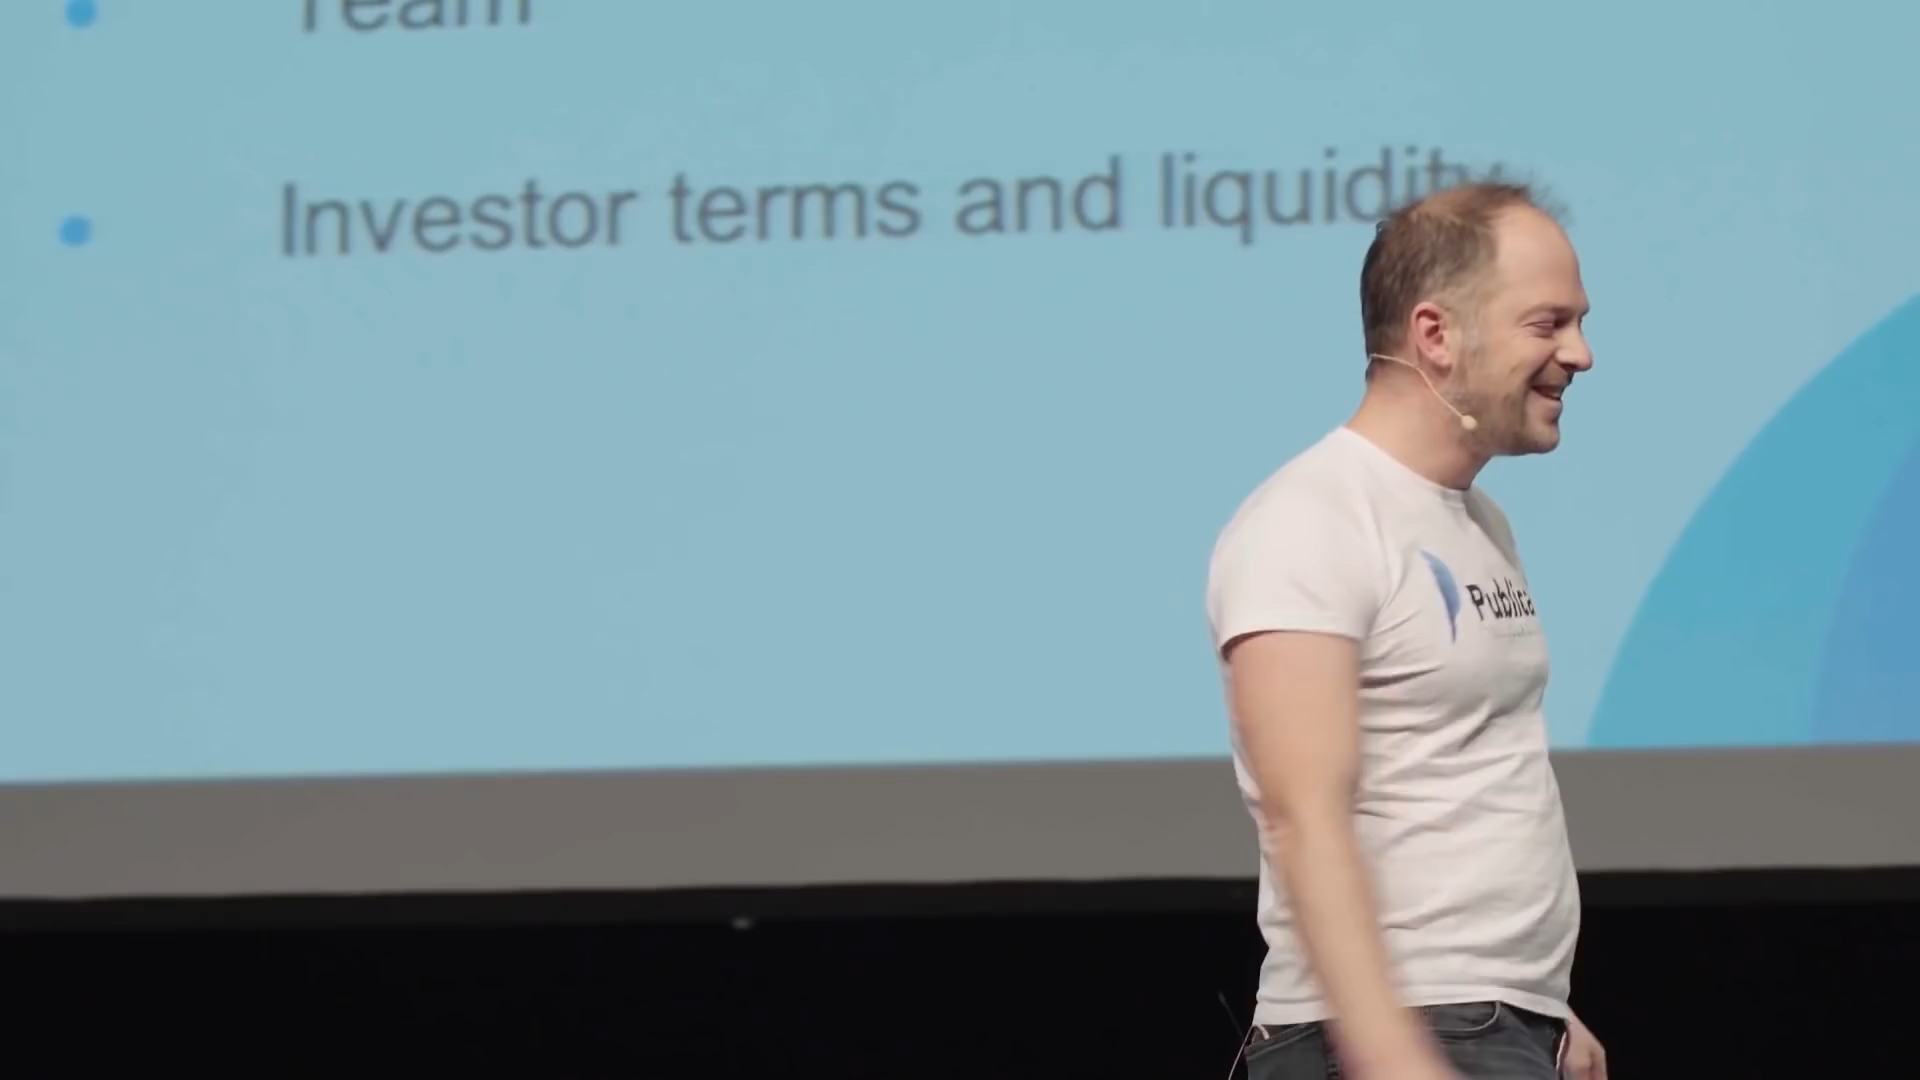 Team
Investor terms and liquidity
Publica